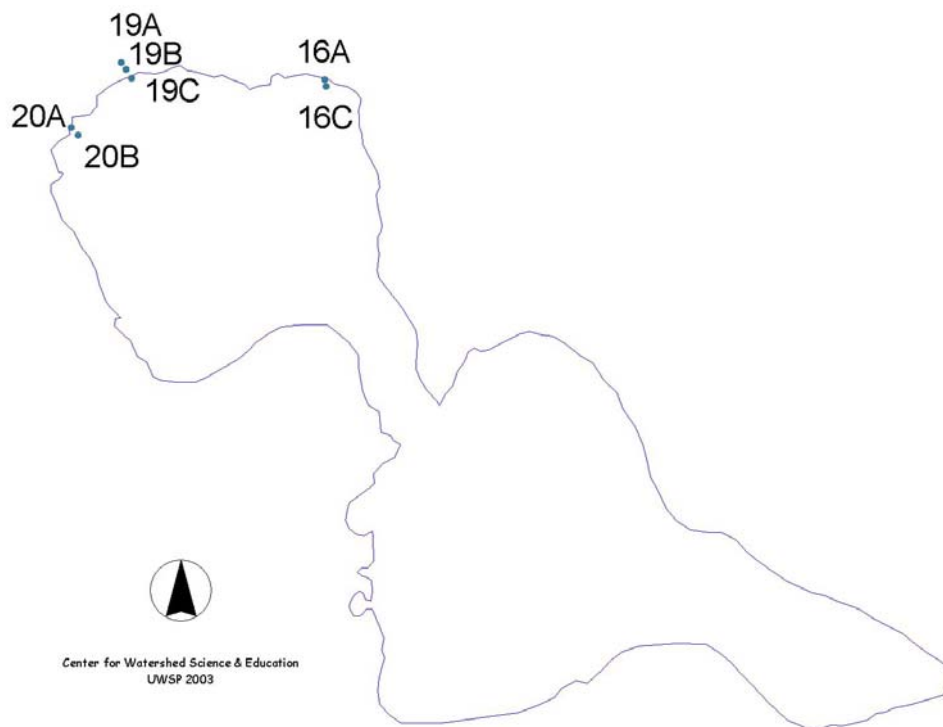 19A
19B
19C
16A
16C
20A
20B
Center for Watershed Science & Education
UWSP 2003